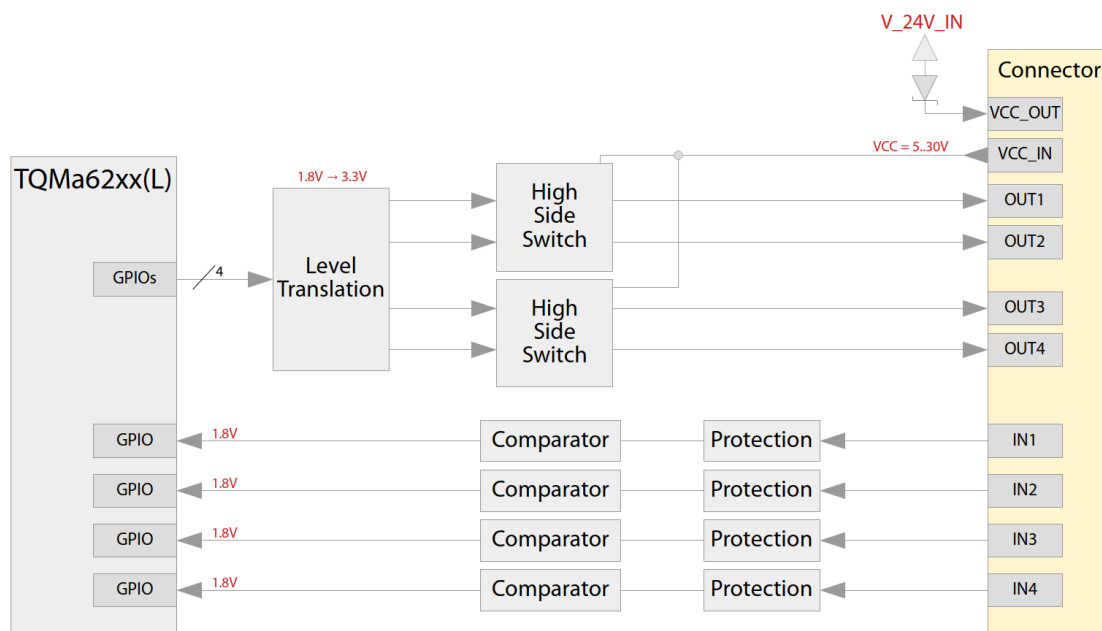 V_24V_IN
Connector
VCC_OUT
VCC = 5..30V
VCC_IN
TQMa62xx(L)
1.8V → 3.3V
High
Side
Switch
OUT1
OUT2
GPIOs
4
Level
Translation
High
Side
Switch
OUT3
OUT4
GPIO
1.8V
Comparator
Protection
IN1
GPIO
1.8V
Comparator
Protection
IN2
GPIO
1.8V
Comparator
Protection
IN3
GPIO
1.8V
Comparator
Protection
IN4